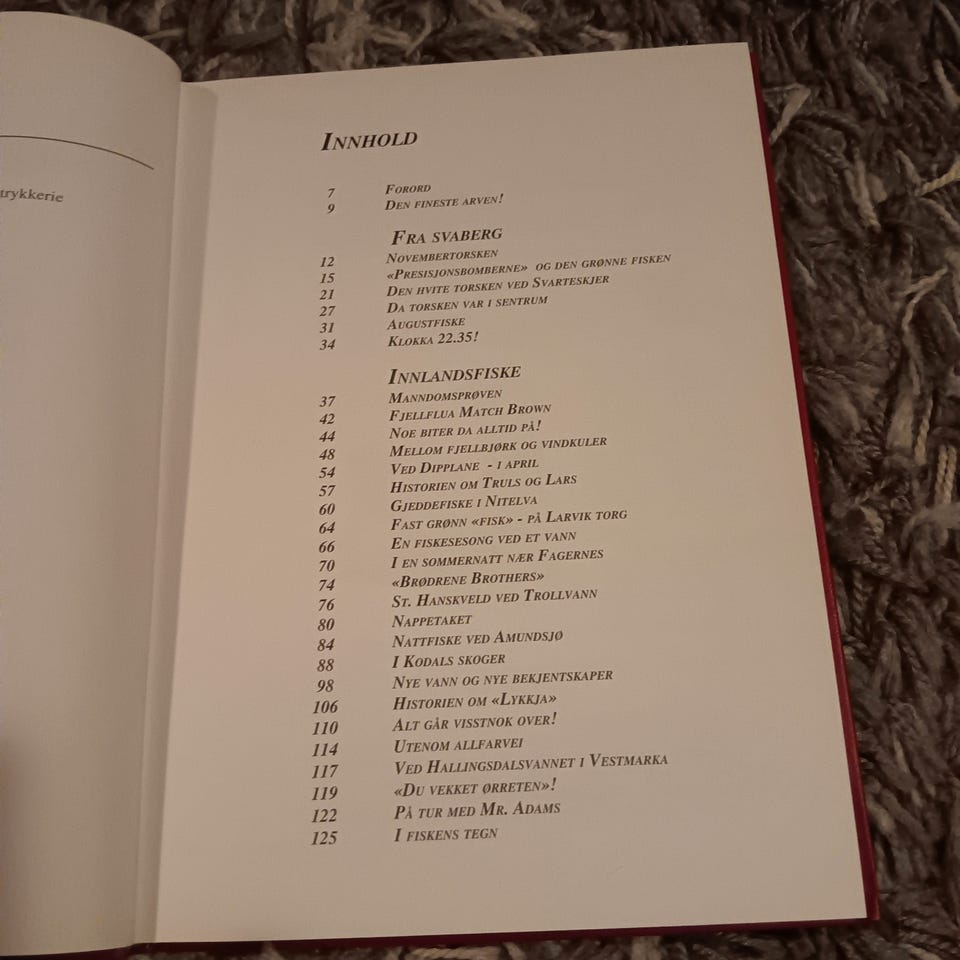 trykkerie
INNHOLD
7 FORORD
9 DEN FINESTE ARVEN!
FRA SVABERG
12 NOVEMBERTORSKEN
15 «PRESISJONSBOMBERNE» OG DEN GRØNNE FISKEN
21 DEN HVITE TORSKEN VED SVARTESKJER
27 DA TORSKEN VAR I SENTRUM
31 AUGUSTFISKE
34 KLOKKA 22.35!
INNLANDSFISKE
37 MANNDOMSPRØVEN
42 FJELLFLUA MATCH BROWN
44 NOE BITER DA ALLTID PÅ!
48 MELLOM FJELLBJØRK OG VINDKULER
54 VED DIPPLANE - I APRIL
57 HISTORIEN OM TRULS OG LARS
60 GJEDDEFISKE I NITELVA
64 FAST GRØNN «FISK» - PÅ LARVIK TORG
66 EN FISKESESONG VED ET VANN
70 I EN SOMMERNATT NÆR FAGERNES
74 «BRØDRENE BROTHERS»
76 ST. HANSKVELD VED TROLLVANN
80 NAPPETAKET
84 NATTFISKE VED AMUNDSJØ
88 I KODALS SKOGER
98 NYE VANN OG NYE BEKJENTSKAPER
106 HISTORIEN OM «LYKKJA»
110 ALT GÅR VISSTNOK OVER!
114 UTENOM ALLFARVEI
117 VED HALLINGSDALSVANNET I VESTMARKA
119 «DU VEKKET ØRRETEN»!
122 PÅ TUR MED MR. ADAMS
125 I FISKENS TEGN